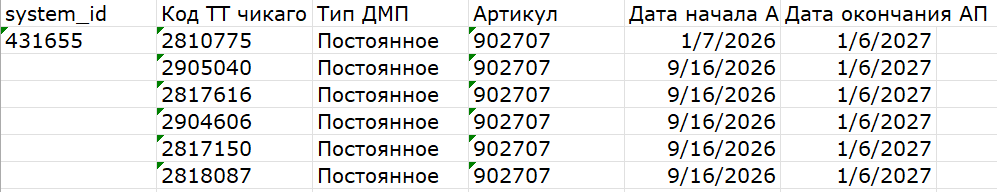 system_id Код ТТ чикаго Тип ДМП Артикул Дата начала А Дата окончания АП
431655 2810775 Постоянное 902707 1/7/2026 1/6/2027
2905040 Постоянное 902707 9/16/2026 1/6/2027
2817616 Постоянное 902707 9/16/2026 1/6/2027
2904606 Постоянное 902707 9/16/2026 1/6/2027
2817150 Постоянное 902707 9/16/2026 1/6/2027
2818087 Постоянное 902707 9/16/2026 1/6/2027